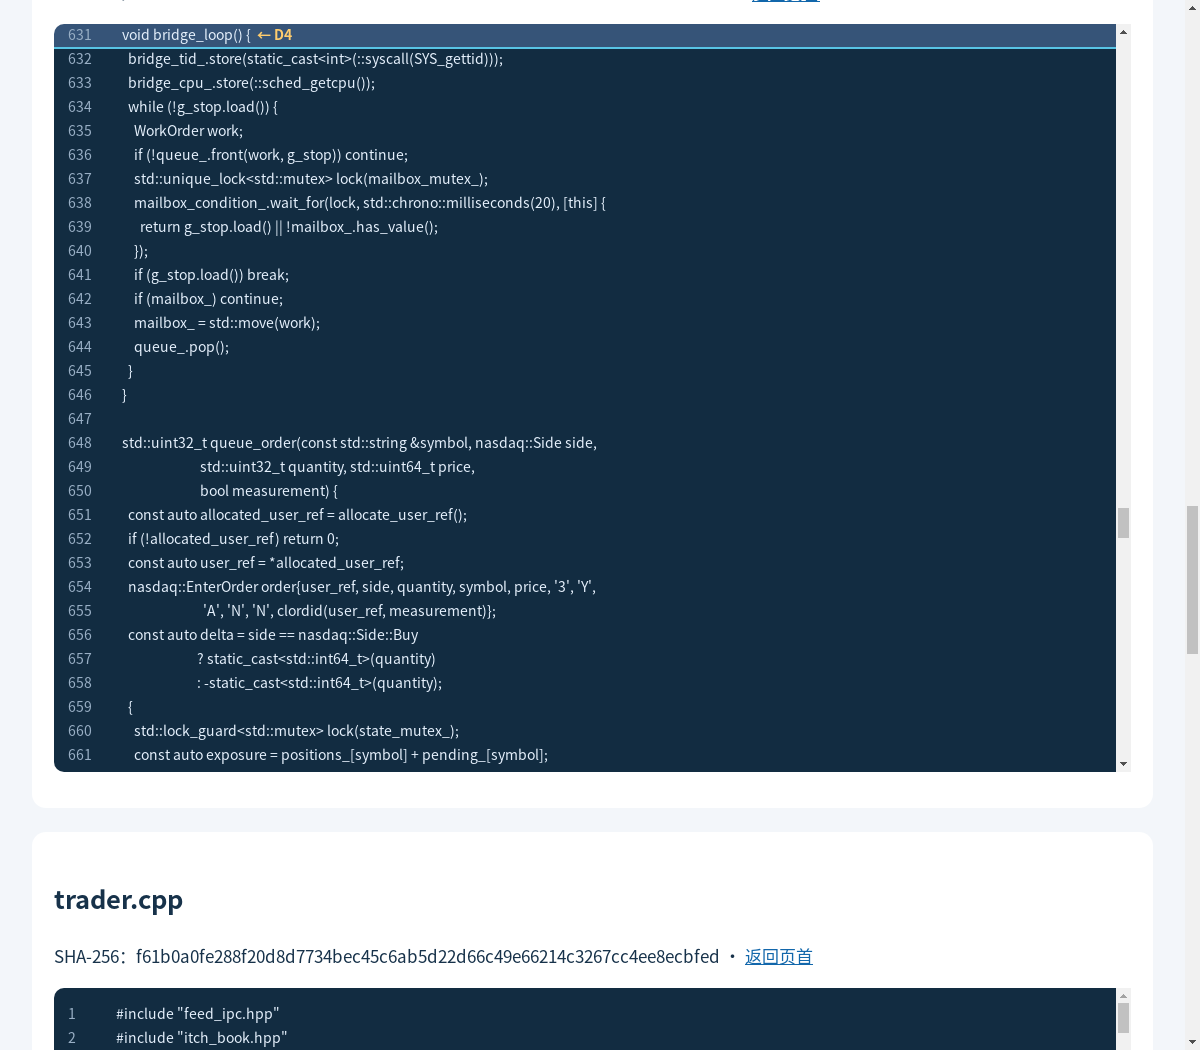 631 void bridge_loop() { ← D4
632 bridge_tid_.store(static_cast<int>(::syscall(SYS_gettid)));
633 bridge_cpu_.store(::sched_getcpu());
634 while (!g_stop.load()) {
635 WorkOrder work;
636 if (!queue_.front(work, g_stop)) continue;
637 std::unique_lock<std::mutex> lock(mailbox_mutex_);
638 mailbox_condition_.wait_for(lock, std::chrono::milliseconds(20), [this] {
639 return g_stop.load() || !mailbox_.has_value();
640 });
641 if (g_stop.load()) break;
642 if (mailbox_) continue;
643 mailbox_ = std::move(work);
644 queue_.pop();
645 }
646 }
647
648 std::uint32_t queue_order(const std::string &symbol, nasdaq::Side side,
649 std::uint32_t quantity, std::uint64_t price,
650 bool measurement) {
651 const auto allocated_user_ref = allocate_user_ref();
652 if (!allocated_user_ref) return 0;
653 const auto user_ref = *allocated_user_ref;
654 nasdaq::EnterOrder order{user_ref, side, quantity, symbol, price, '3', 'Y',
655 'A', 'N', 'N', clordid(user_ref, measurement)};
656 const auto delta = side == nasdaq::Side::Buy
657 ? static_cast<std::int64_t>(quantity)
658 : -static_cast<std::int64_t>(quantity);
659 {
660 std::lock_guard<std::mutex> lock(state_mutex_);
661 const auto exposure = positions_[symbol] + pending_[symbol];
trader.cpp
SHA-256：f61b0a0fe288f20d8d7734bec45c6ab5d22d66c49e66214c3267cc4ee8ecbfed · 返回页首
1 #include "feed_ipc.hpp"
2 #include "itch_book.hpp"